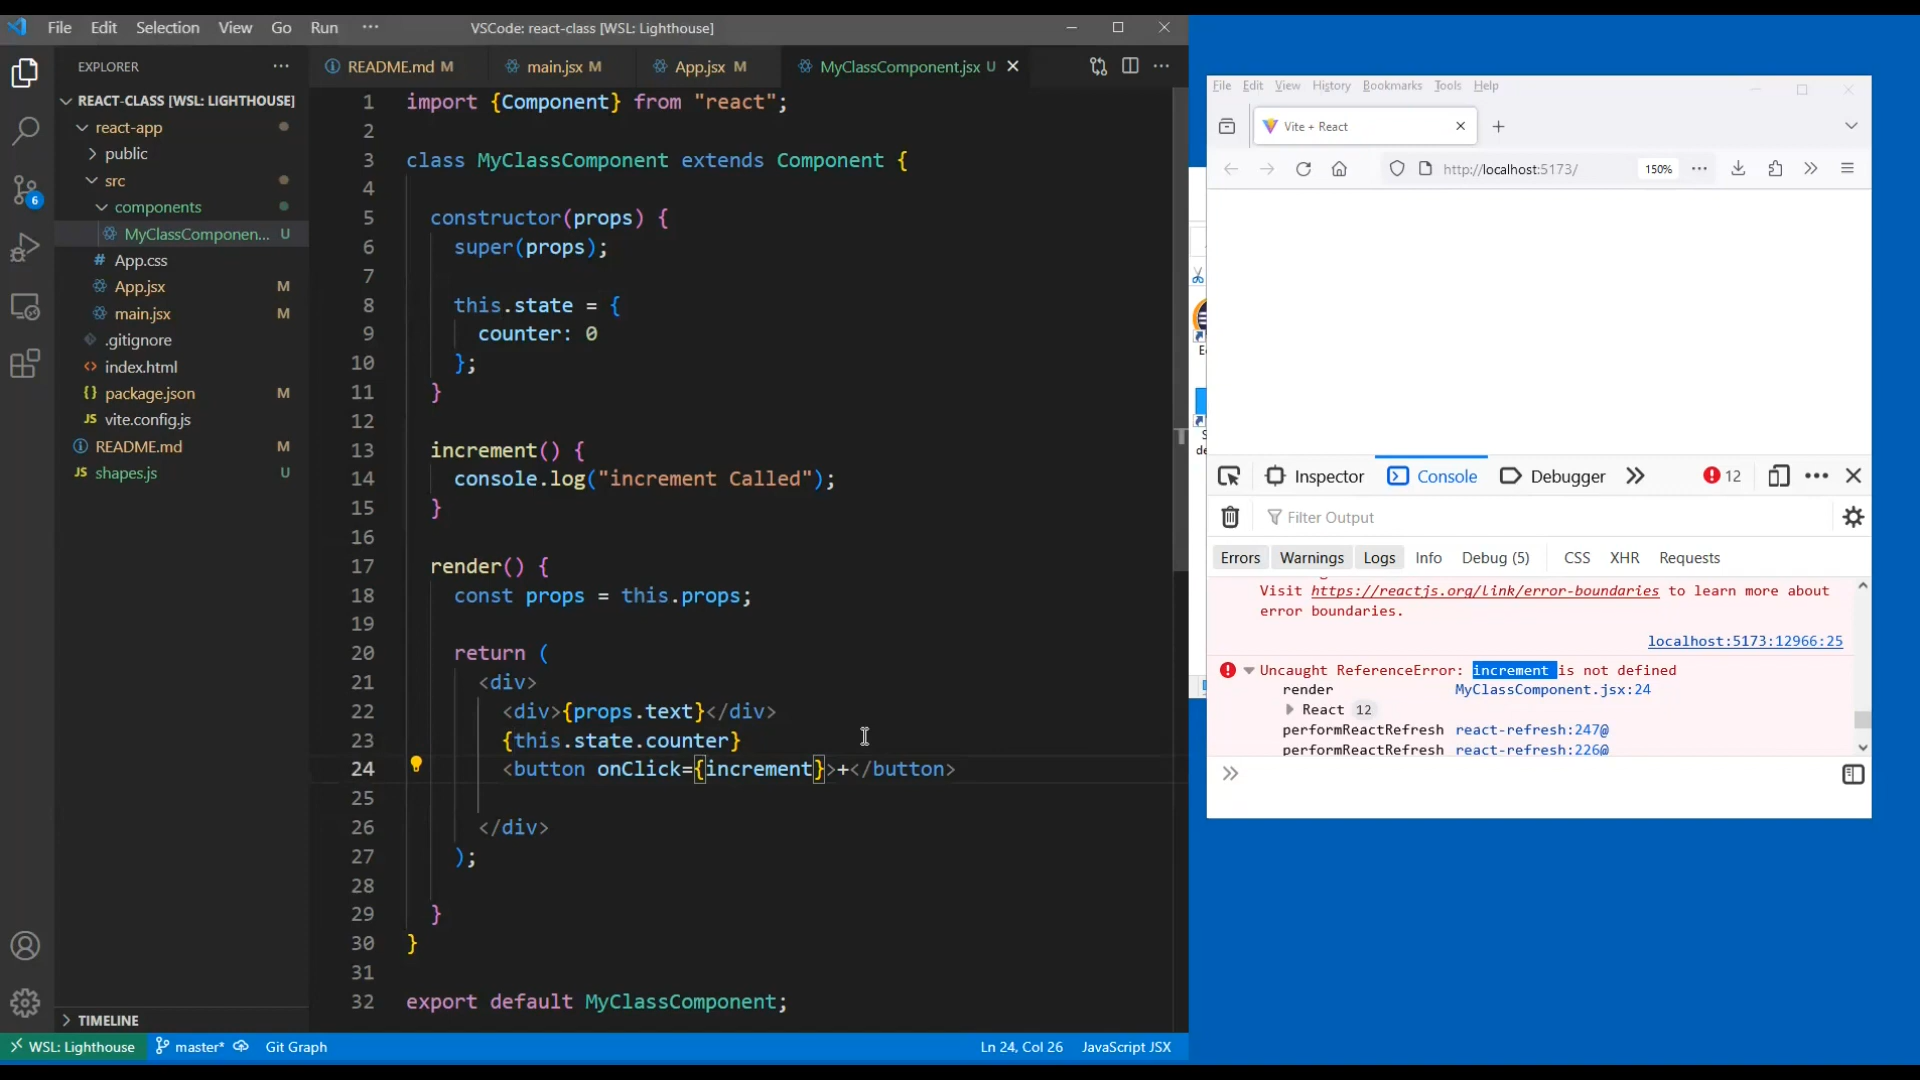 File Edit Selection View Go Run ··· VSCode: react-class [WSL: Lighthouse]
EXPLORER ···
README.md M main.jsx M App.jsx M MyClassComponent.jsx U
REACT-CLASS [WSL: LIGHTHOUSE]
react-app
public
src
components
MyClassComponen... U
App.css
App.jsx M
main.jsx M
.gitignore
index.html
package.json M
vite.config.js
README.md M
shapes.js U
TIMELINE
6
1 import {Component} from "react";
2
3 class MyClassComponent extends Component {
4
5 constructor(props) {
6 super(props);
7
8 this.state = {
9 counter: 0
10 };
11 }
12
13 increment() {
14 console.log("increment Called");
15 }
16
17 render() {
18 const props = this.props;
19
20 return (
21 <div>
22 <div>{props.text}</div>
23 {this.state.counter}
24 <button onClick={increment}>+</button>
25
26 </div>
27 );
28
29 }
30 }
31
32 export default MyClassComponent;
WSL: Lighthouse master* Git Graph Ln 24, Col 26 JavaScript JSX
File Edit View History Bookmarks Tools Help
Vite + React
http://localhost:5173/ 150%
Inspector Console Debugger 12
Filter Output
Errors Warnings Logs Info Debug (5) CSS XHR Requests
Visit https://reactjs.org/link/error-boundaries to learn more about
error boundaries.
localhost:5173:12966:25
Uncaught ReferenceError: increment is not defined
render MyClassComponent.jsx:24
React 12
performReactRefresh react-refresh:247@
performReactRefresh react-refresh:226@